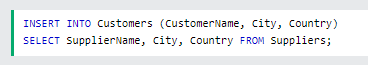 INSERT INTO Customers (CustomerName, City, Country)
SELECT SupplierName, City, Country FROM Suppliers;